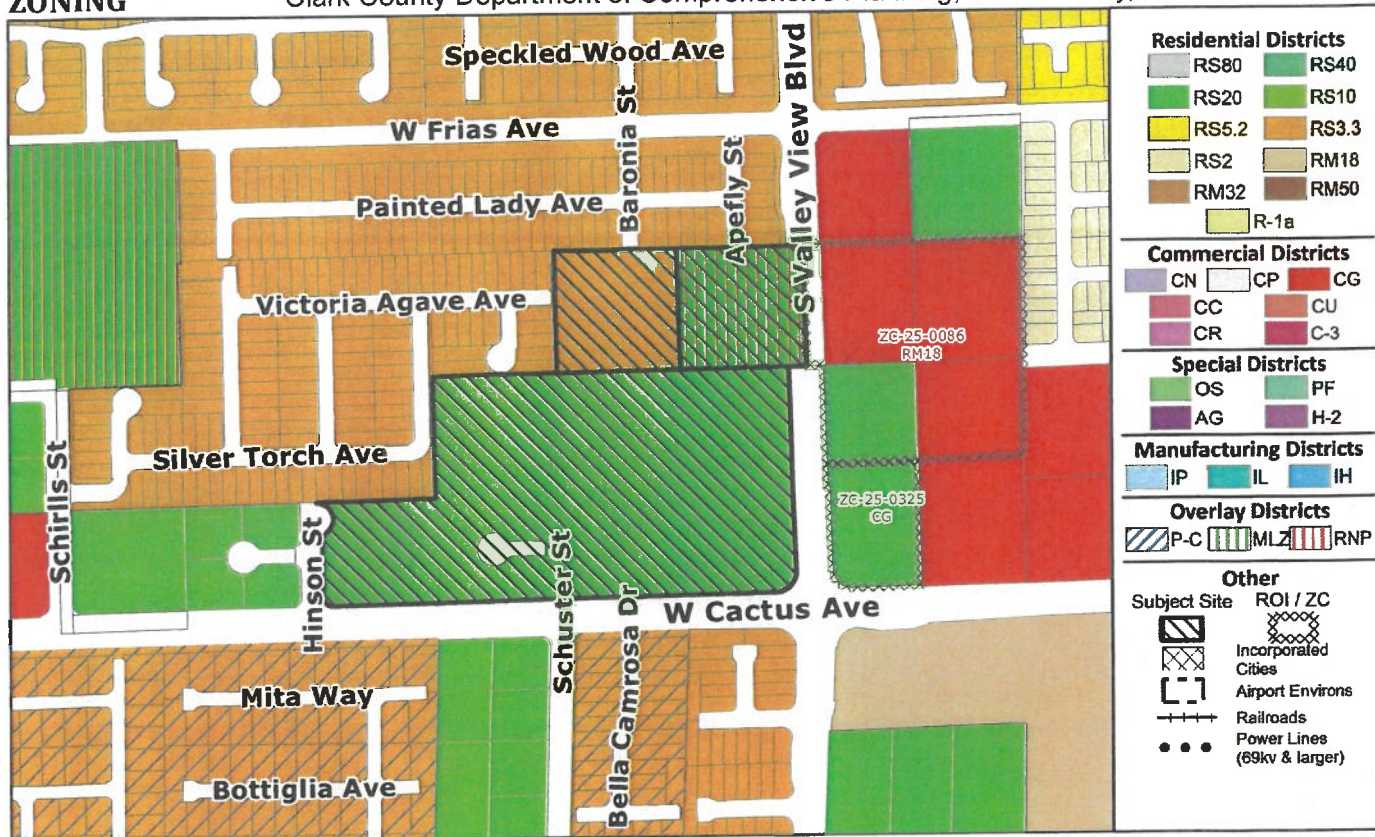 ZONING
Clark County Department of Comprehensive Planning,
Speckled Wood Ave
S Valley View Blvd
W Frias Ave
Baronia St
Apefly St
Painted Lady Ave
Victoria Agave Ave
ZC-25-0086
RM18
Silver Torch Ave
Schirlls St
ZC-25-0325
CG
Hinson St
Schuster St
Bella Camrosa Dr
W Cactus Ave
Mita Way
Bottiglia Ave
Residential Districts
RS80 RS40
RS20 RS10
RS5.2 RS3.3
RS2 RM18
RM32 RM50
R-1a
Commercial Districts
CN CP CG
CC CU
CR C-3
Special Districts
OS PF
AG H-2
Manufacturing Districts
IP IL IH
Overlay Districts
P-C MLZ RNP
Other
Subject Site ROI / ZC
Incorporated
Cities
Airport Environs
Railroads
Power Lines
(69kv & larger)